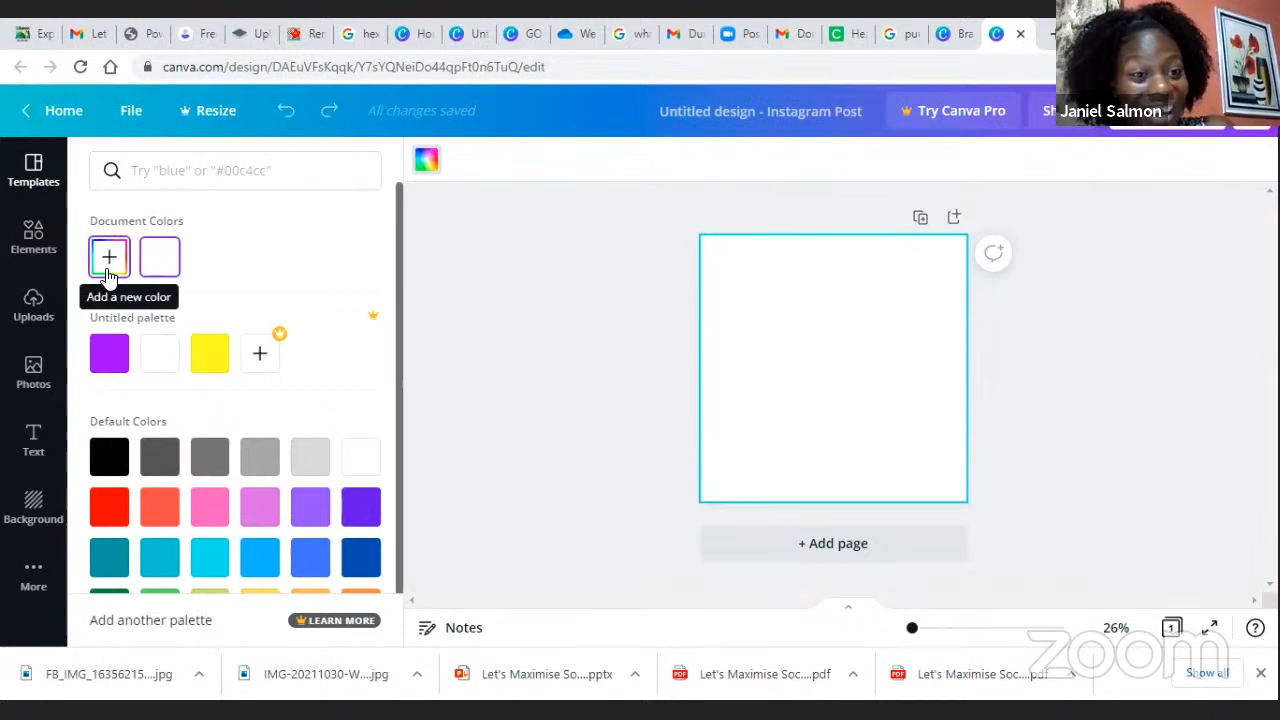 Exp
Let
Pov
Fre
Upl
Rer
hex
Ho
Unt
GO
We
wh
Du
Pos
Do
He
pu
Bra
canva.com/design/DAEuVFsKqqk/Y7sYQNeiDo44qpFt0n6TuQ/edit
Janiel Salmon
Home
File
Resize
All changes saved
Untitled design - Instagram Post
Try Canva Pro
Sh
Templates
Elements
Uploads
Photos
Text
Background
More
Try "blue" or "#00c4cc"
Document Colors
Add a new color
Untitled palette
Default Colors
Add another palette
LEARN MORE
+ Add page
Notes
26%
1
zoom
FB_IMG_16356215....jpg
IMG-20211030-W....jpg
Let's Maximise So....pptx
Let's Maximise Soc....pdf
Let's Maximise Soc....pdf
Show all